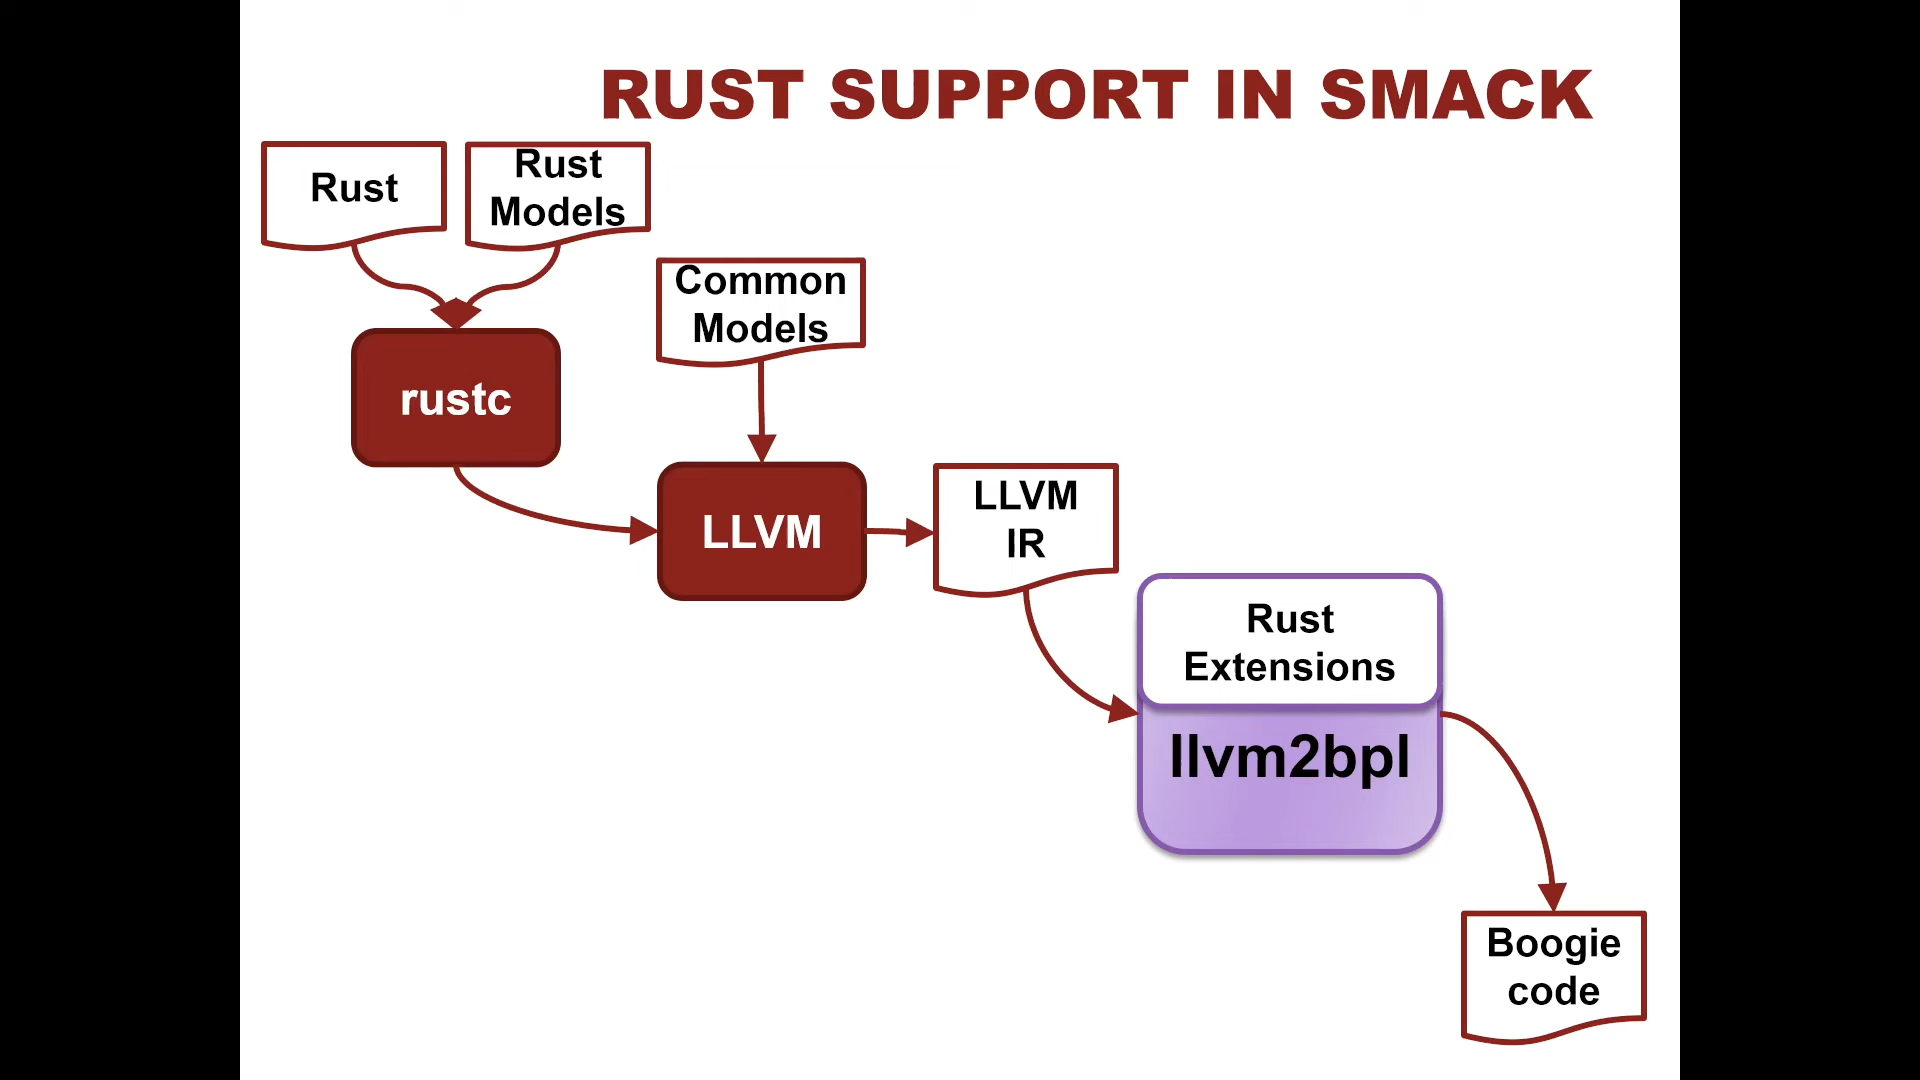 RUST SUPPORT IN SMACK
Rust
Rust
Models
Common
Models
rustc
LLVM
LLVM
IR
Rust
Extensions
llvm2bpl
Boogie
code